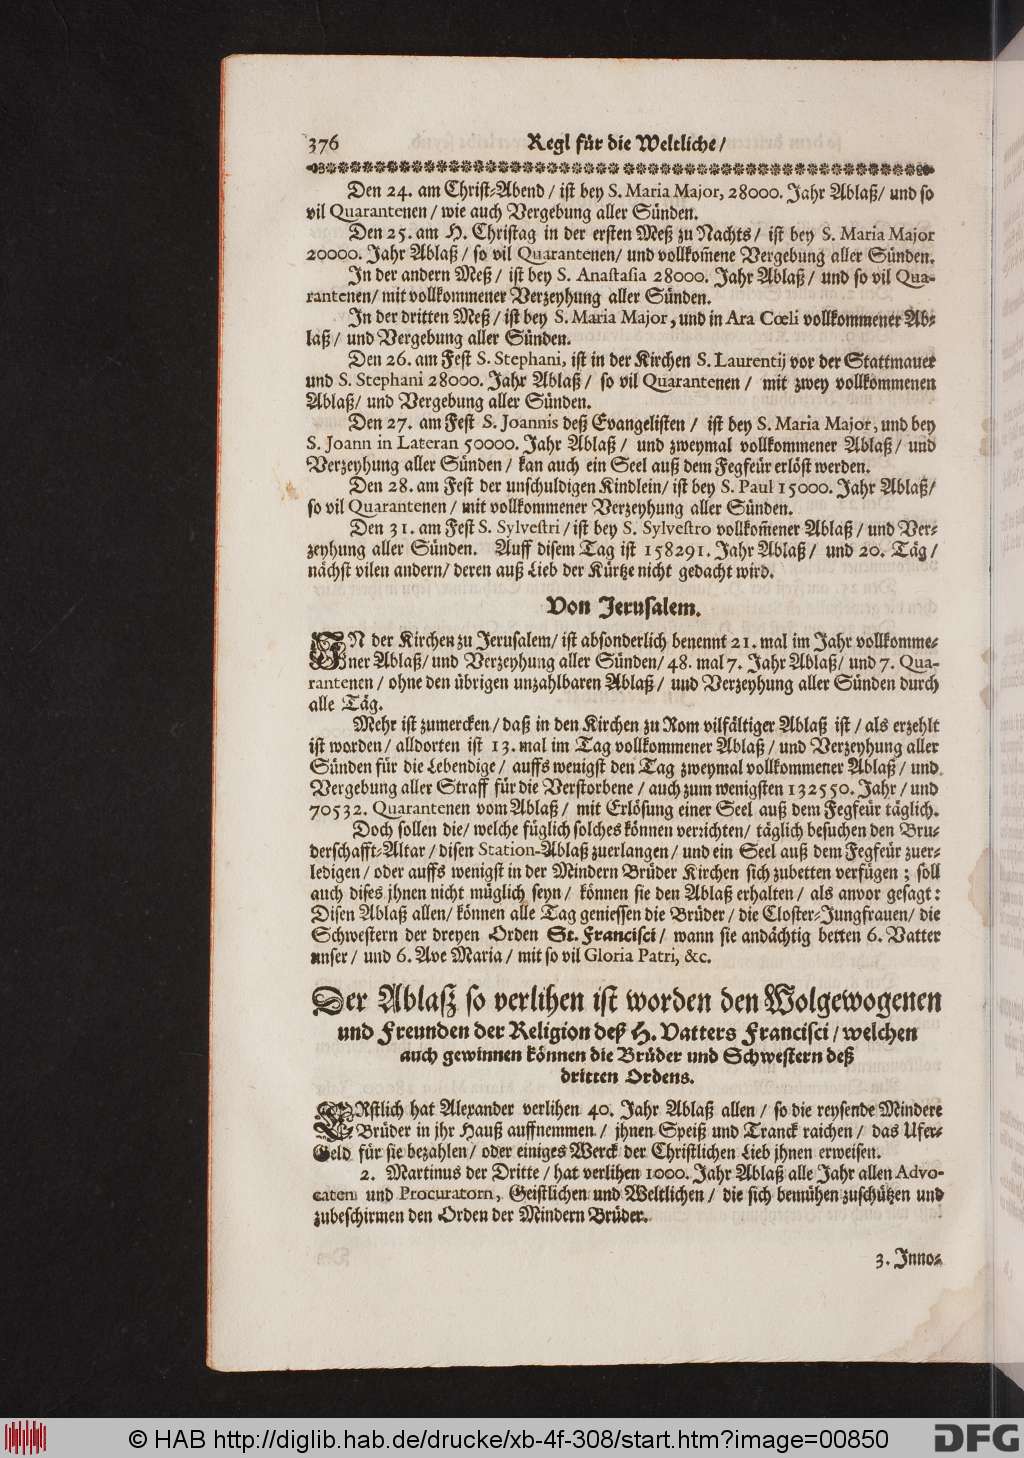 376 Regl für die Weltliche/
Den 24. am Christ-Abend / ist bey S. Maria Major, 28000. Jahr Ablaß/ und so
vil Quarantenen / wie auch Vergebung aller Sünden.
Den 25. am H. Christag in der ersten Meß zu Nachts / ist bey S. Maria Major
20000. Jahr Ablaß / so vil Quarantenen / und vollkom̃ene Vergebung aller Sünden.
In der andern Meß / ist bey S. Anastasia 28000. Jahr Ablaß / und so vil Qua-
rantenen / mit vollkommener Verzeyhung aller Sünden.
In der dritten Meß / ist bey S. Maria Major, und in Ara Cœli vollkommener Ab-
laß / und Vergebung aller Sünden.
Den 26. am Fest S. Stephani, ist in der Kirchen S. Laurentij vor der Stattmauer
und S. Stephani 28000. Jahr Ablaß / so vil Quarantenen / mit zwey vollkommenen
Ablaß/ und Vergebung aller Sünden.
Den 27. am Fest S. Joannis deß Evangelisten / ist bey S. Maria Major, und bey
S. Joann in Lateran 50000. Jahr Ablaß / und zweymal vollkommener Ablaß / und
Verzeyhung aller Sünden / kan auch ein Seel auß dem Fegfeür erlöst werden.
Den 28. am Fest der unschuldigen Kindlein / ist bey S. Paul 15000. Jahr Ablaß/
so vil Quarantenen / mit vollkommener Verzeyhung aller Sünden.
Den 31. am Fest S. Sylvestri / ist bey S. Sylvestro vollkom̃ener Ablaß / und Ver-
zeyhung aller Sünden. Auff disem Tag ist 158291. Jahr Ablaß / und 20. Täg /
nächst vilen andern/ deren auß Lieb der Kürtze nicht gedacht wird.
Von Jerusalem.
IN der Kirchen zu Jerusalem/ ist absonderlich benennt 21. mal im Jahr vollkomme-
ner Ablaß/ und Verzeyhung aller Sünden/ 48. mal 7. Jahr Ablaß/ und 7. Qua-
rantenen / ohne den übrigen unzahlbaren Ablaß / und Verzeyhung aller Sünden durch
alle Täg.
Mehr ist zumercken / daß in den Kirchen zu Rom vilfältiger Ablaß ist / als erzehlt
ist worden / alldorten ist 13. mal im Tag vollkommener Ablaß / und Verzeyhung aller
Sünden für die Lebendige / auffs wenigst den Tag zweymal vollkommener Ablaß / und
Vergebung aller Straff für die Verstorbene / auch zum wenigsten 132550. Jahr / und
70532. Quarantenen vom Ablaß / mit Erlösung einer Seel auß dem Fegfeür täglich.
Doch sollen die/ welche füglich solches können verzichten/ täglich besuchen den Bru-
derschafft-Altar / disen Station-Ablaß zuerlangen / und ein Seel auß dem Fegfeür zuer-
ledigen / oder auffs wenigst in der Mindern Brüder Kirchen sich zubetten verfügen ; soll
auch dises jhnen nicht müglich seyn / können sie den Ablaß erhalten / als anvor gesagt:
Disen Ablaß allen/ können alle Tag geniessen die Brüder / die Closter-Jungfrauen/ die
Schwestern der dreyen Orden St. Francisci / wann sie andächtig betten 6. Vatter
unser / und 6. Ave Maria / mit so vil Gloria Patri, &c.
Der Ablaß so verlihen ist worden den Wolgewogenen
und Freunden der Religion deß H. Vatters Francisci / welchen
auch gewinnen können die Brüder und Schwestern deß
dritten Ordens.
ERstlich hat Alexander verlihen 40. Jahr Ablaß allen / so die reysende Mindere
Brüder in jhr Hauß auffnemmen / jhnen Speiß und Tranck raichen / das Ufer-
Geld für sie bezahlen / oder einiges Werck der Christlichen Lieb jhnen erweisen.
2. Martinus der Dritte / hat verlihen 1000. Jahr Ablaß alle Jahr allen Advo-
caten und Procuratorn, Geistlichen und Weltlichen / die sich bemühen zuschützen und
zubeschirmen den Orden der Mindern Brüder.
3. Inno-
© HAB http://diglib.hab.de/drucke/xb-4f-308/start.htm?image=00850
DFG